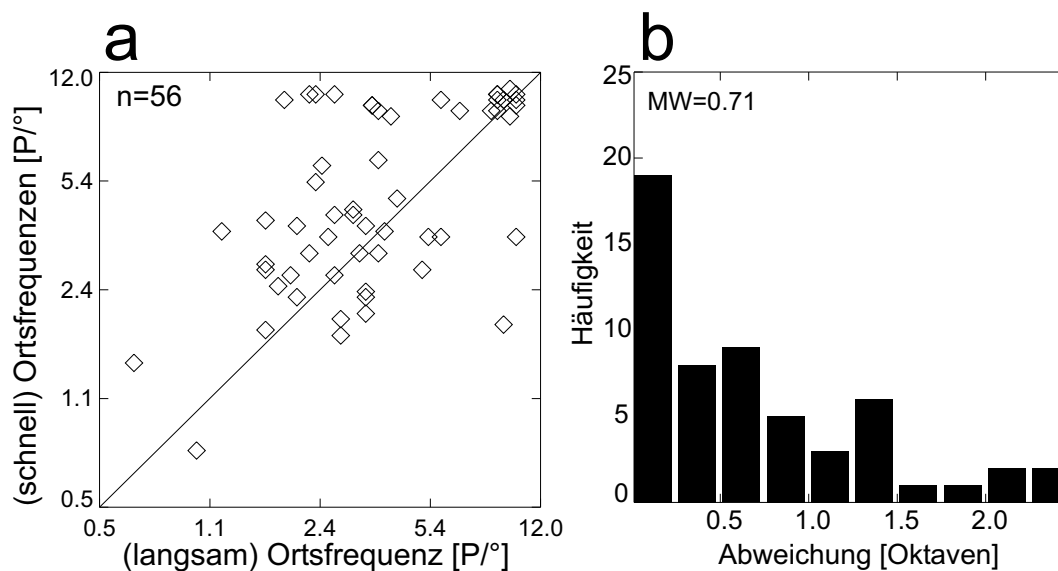 a
(schnell) Ortsfrequenzen [P/°]
12.0
5.4
2.4
1.1
0.5
n=56
0.5 1.1 2.4 5.4 12.0
(langsam) Ortsfrequenz [P/°]
b
Häufigkeit
25
20
15
10
5
0
MW=0.71
0.5 1.0 1.5 2.0
Abweichung [Oktaven]